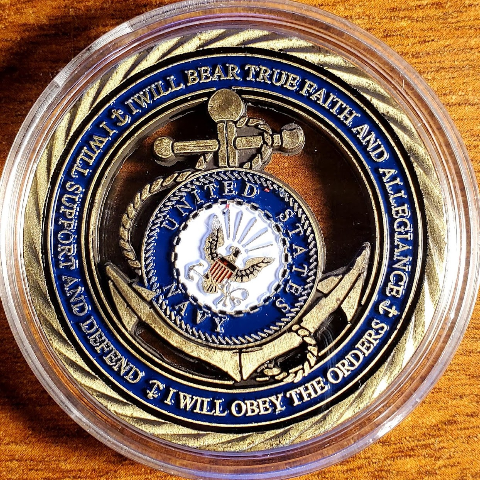 I WILL SUPPORT AND DEFEND
I WILL BEAR TRUE FAITH AND ALLEGIANCE
I WILL OBEY THE ORDERS
UNITED STATES
NAVY